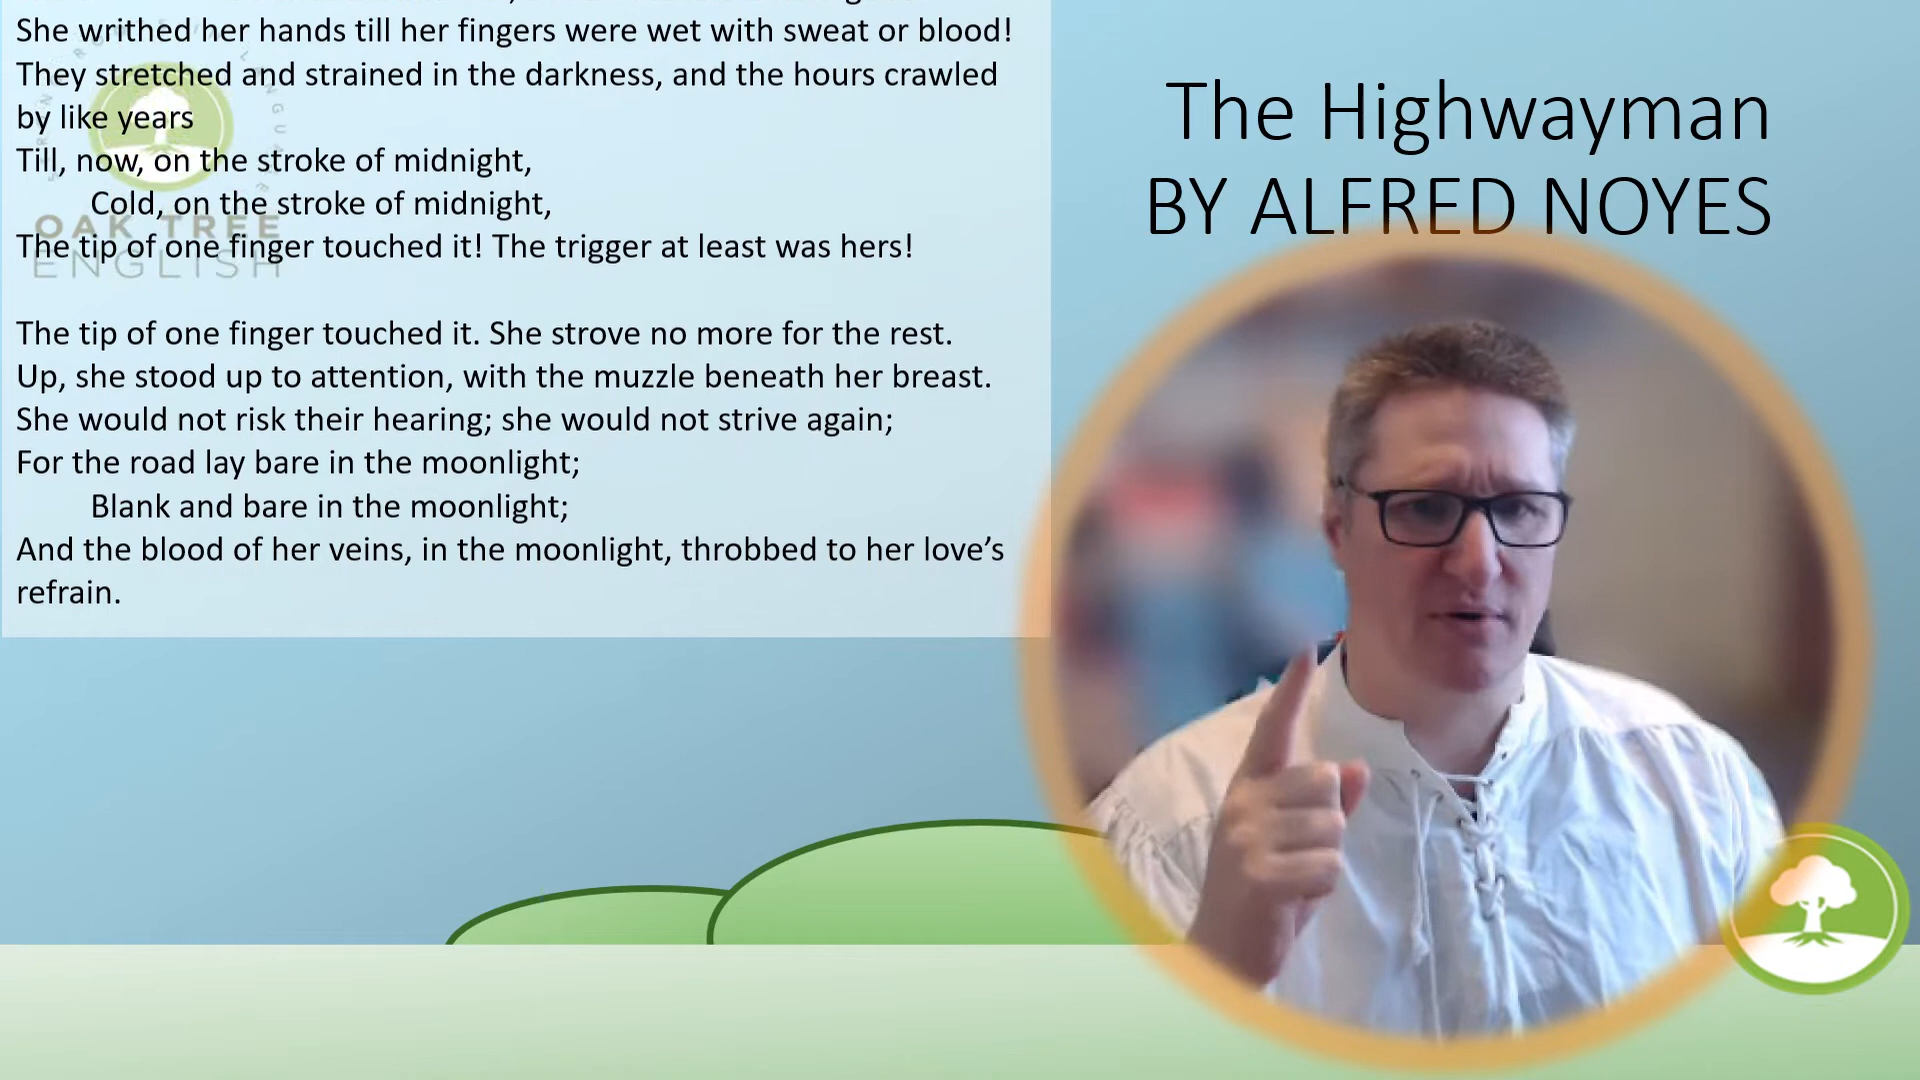 She writhed her hands till her fingers were wet with sweat or blood!
They stretched and strained in the darkness, and the hours crawled
by like years
Till, now, on the stroke of midnight,
Cold, on the stroke of midnight,
The tip of one finger touched it! The trigger at least was hers!
The tip of one finger touched it. She strove no more for the rest.
Up, she stood up to attention, with the muzzle beneath her breast.
She would not risk their hearing; she would not strive again;
For the road lay bare in the moonlight;
Blank and bare in the moonlight;
And the blood of her veins, in the moonlight, throbbed to her love’s
refrain.
OAK TREE
ENGLISH
The Highwayman
BY ALFRED NOYES